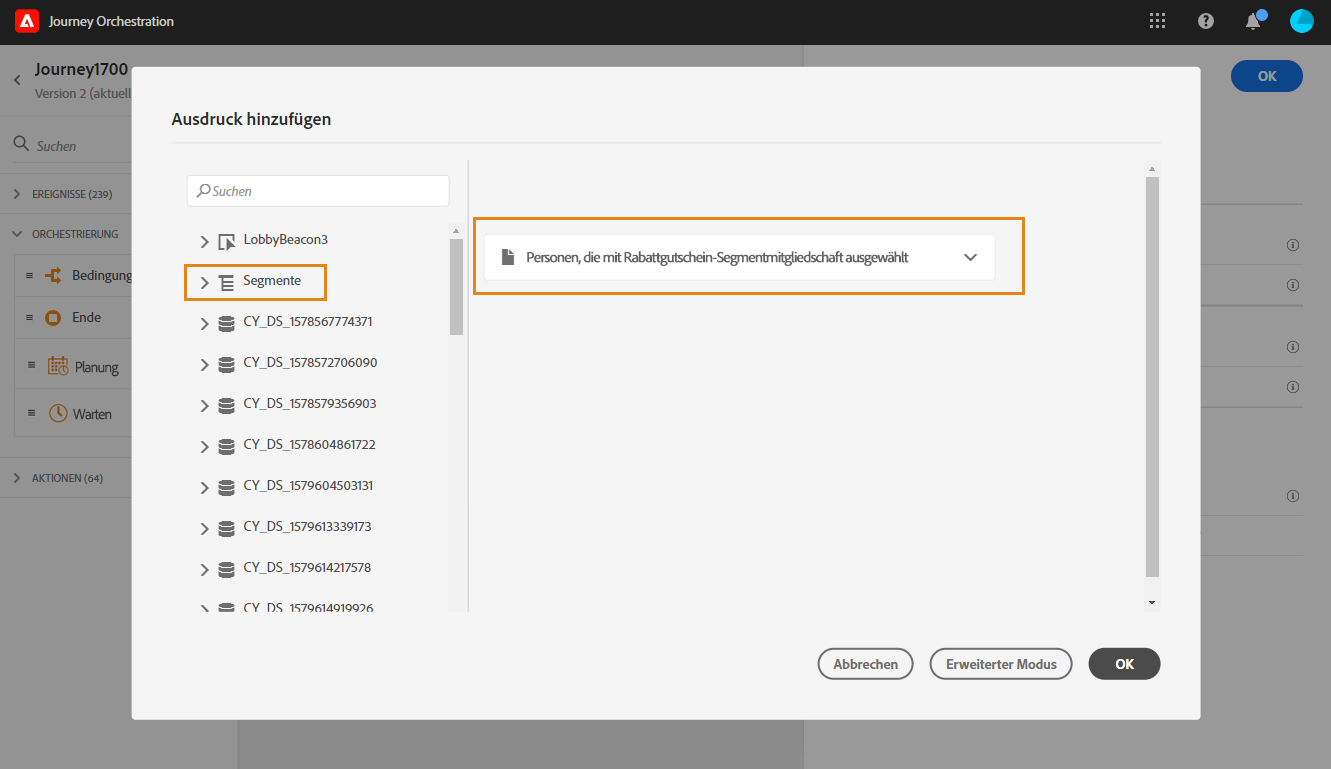 Journey Orchestration
Journey1700
Version 2 (aktuell
OK
Suchen
EREIGNISSE (239)
ORCHESTRIERUNG
Bedingung
Ende
Planung
Warten
AKTIONEN (64)
Ausdruck hinzufügen
Suchen
LobbyBeacon3
Segmente
CY_DS_1578567774371
CY_DS_1578572706090
CY_DS_1578579356903
CY_DS_1578604861722
CY_DS_1579604503131
CY_DS_1579613339173
CY_DS_1579614217578
CY_DS_1579614919926
Personen, die mit Rabattgutschein-Segmentmitgliedschaft ausgewählt
Abbrechen
Erweiterter Modus
OK